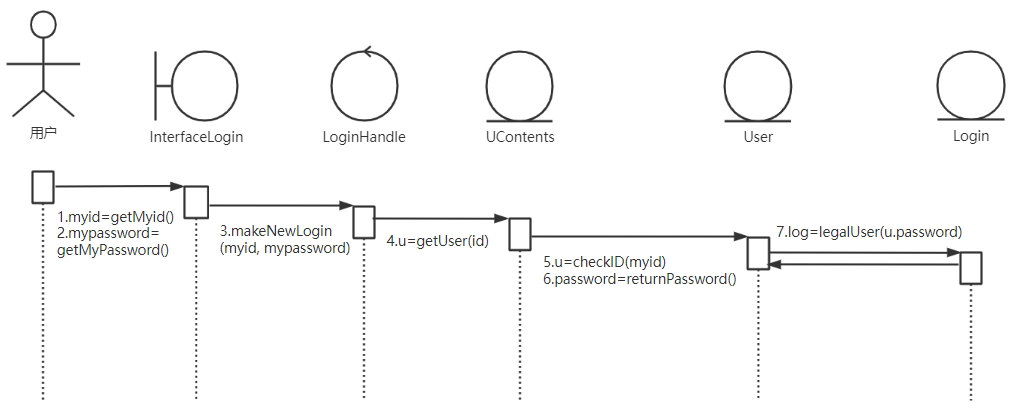 用户
InterfaceLogin
LoginHandle
UContents
User
Login
1.myid=getMyid()
2.mypassword=
getMyPassword()
3.makeNewLogin
(myid, mypassword)
4.u=getUser(id)
5.u=checkID(myid)
6.password=returnPassword()
7.log=legalUser(u.password)